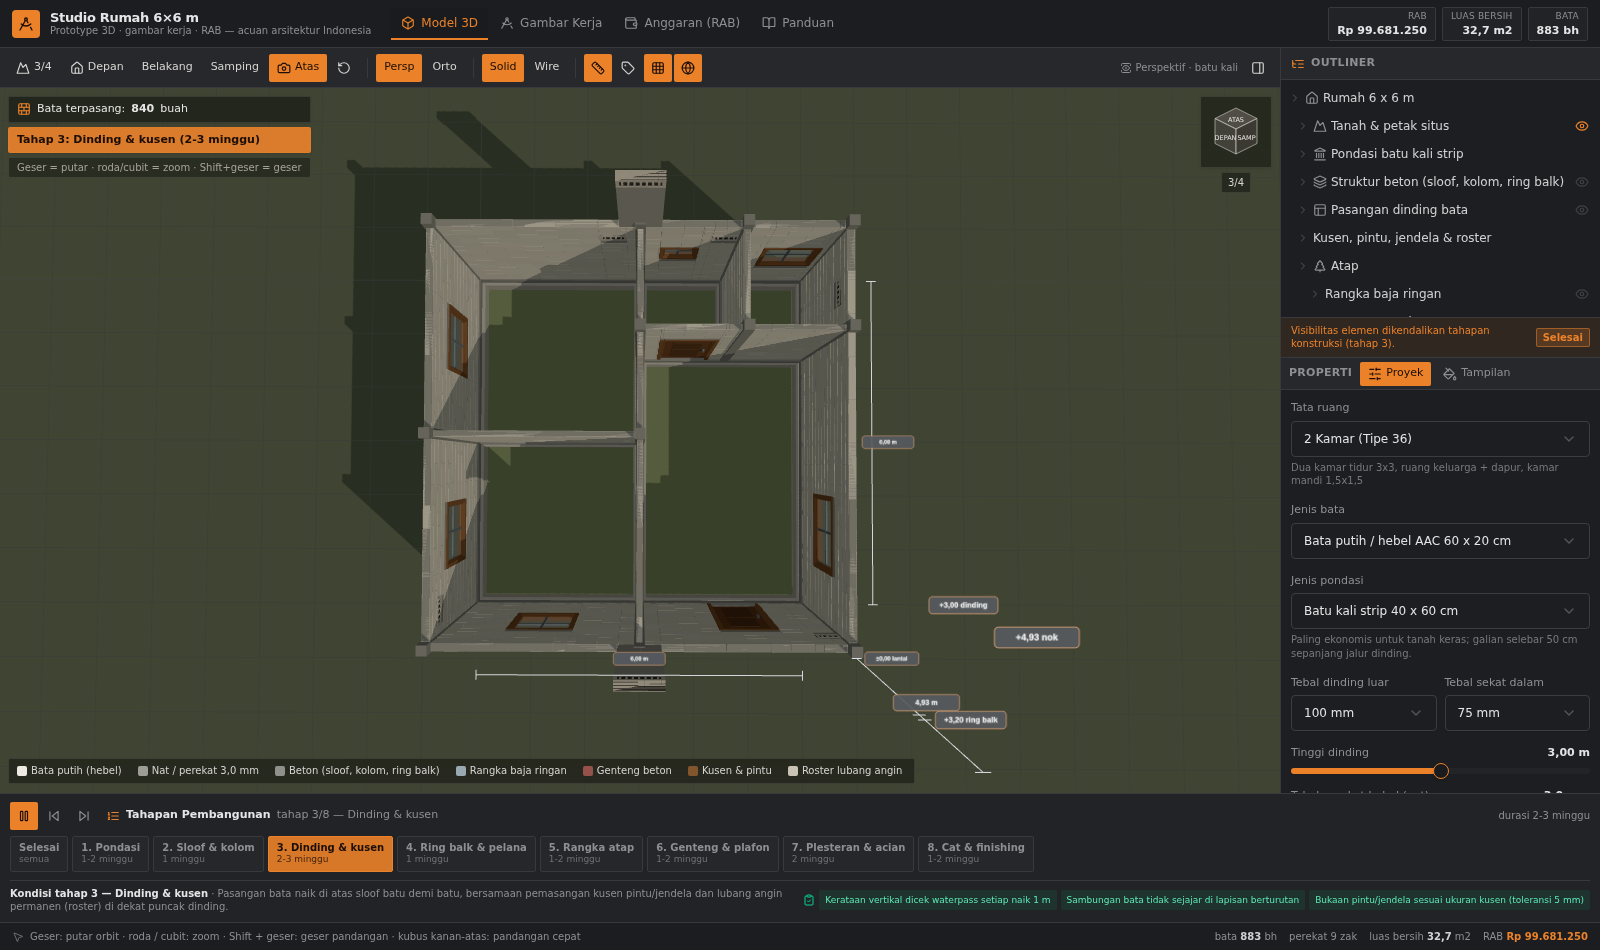 Studio Rumah 6×6 m
Prototype 3D · gambar kerja · RAB — acuan arsitektur Indonesia
Model 3D
Gambar Kerja
Anggaran (RAB)
Panduan
RAB
Rp 99.681.250
LUAS BERSIH
32,7 m2
BATA
883 bh
3/4
Depan
Belakang
Samping
Atas
Persp
Orto
Solid
Wire
Perspektif · batu kali
Bata terpasang: 840 buah
Tahap 3: Dinding & kusen (2-3 minggu)
Geser = putar · roda/cubit = zoom · Shift+geser = geser
ATAS
DEPAN
SAMP
3/4
6,00 m
+3,00 dinding
+4,93 nok
6,00 m
±0,00 lantai
4,93 m
+3,20 ring balk
Bata putih (hebel)
Nat / perekat 3,0 mm
Beton (sloof, kolom, ring balk)
Rangka baja ringan
Genteng beton
Kusen & pintu
Roster lubang angin
OUTLINER
Rumah 6 x 6 m
Tanah & petak situs
Pondasi batu kali strip
Struktur beton (sloof, kolom, ring balk)
Pasangan dinding bata
Kusen, pintu, jendela & roster
Atap
Rangka baja ringan
Visibilitas elemen dikendalikan tahapan
konstruksi (tahap 3).
Selesai
PROPERTI
Proyek
Tampilan
Tata ruang
2 Kamar (Tipe 36)
Dua kamar tidur 3x3, ruang keluarga + dapur, kamar
mandi 1,5x1,5
Jenis bata
Bata putih / hebel AAC 60 x 20 cm
Jenis pondasi
Batu kali strip 40 x 60 cm
Paling ekonomis untuk tanah keras; galian selebar 50 cm
sepanjang jalur dinding.
Tebal dinding luar
Tebal sekat dalam
100 mm
75 mm
Tinggi dinding
3,00 m
Tahapan Pembangunan
tahap 3/8 — Dinding & kusen
durasi 2-3 minggu
Selesai
semua
1. Pondasi
1-2 minggu
2. Sloof & kolom
1 minggu
3. Dinding & kusen
2-3 minggu
4. Ring balk & pelana
1 minggu
5. Rangka atap
1-2 minggu
6. Genteng & plafon
1-2 minggu
7. Plesteran & acian
2 minggu
8. Cat & finishing
1-2 minggu
Kondisi tahap 3 — Dinding & kusen · Pasangan bata naik di atas sloof batu demi batu, bersamaan pemasangan kusen pintu/jendela dan lubang angin
permanen (roster) di dekat puncak dinding.
Kerataan vertikal dicek waterpass setiap naik 1 m
Sambungan bata tidak sejajar di lapisan berturutan
Bukaan pintu/jendela sesuai ukuran kusen (toleransi 5 mm)
Geser: putar orbit · roda / cubit: zoom · Shift + geser: geser pandangan · kubus kanan-atas: pandangan cepat
bata 883 bh
perekat 9 zak
luas bersih 32,7 m2
RAB Rp 99.681.250